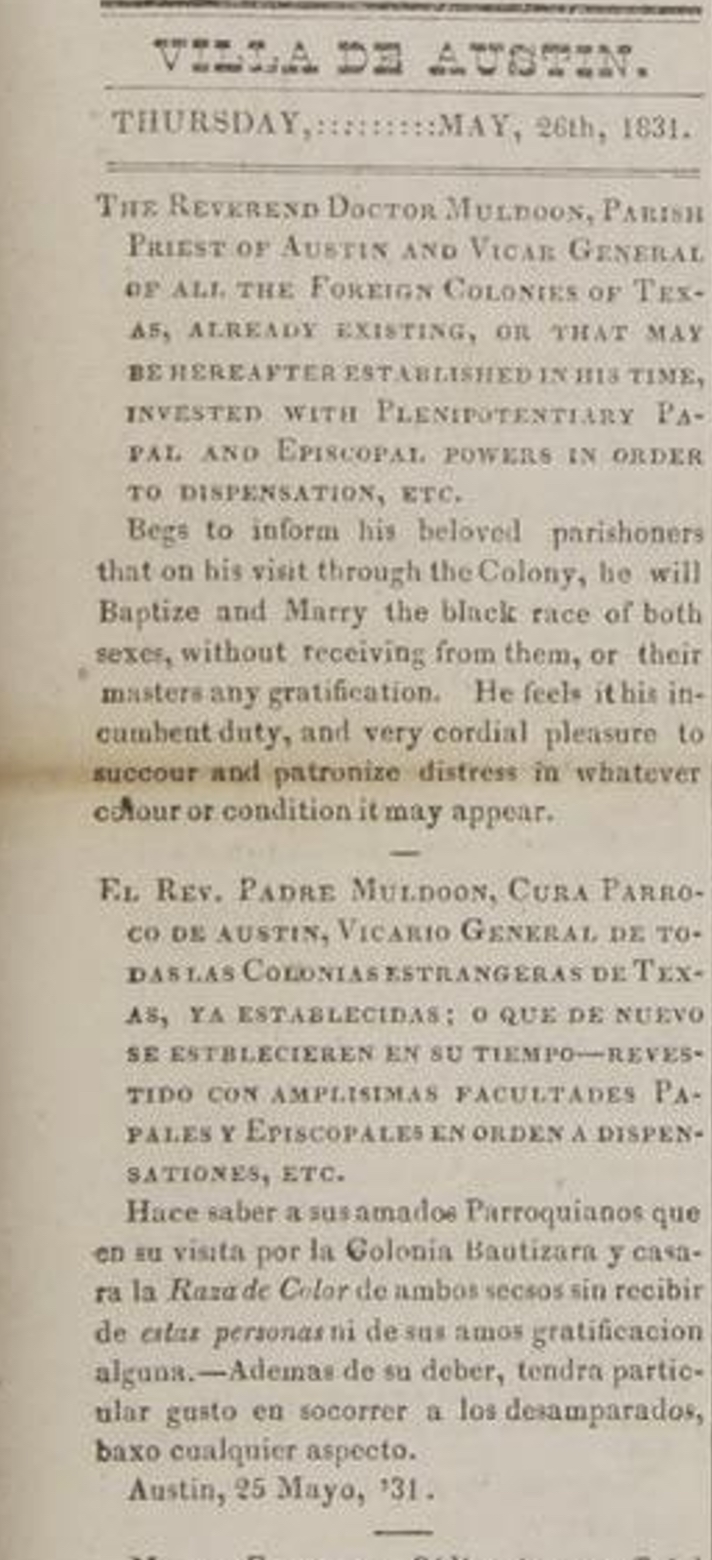 VILLA DE AUSTIN.
THURSDAY,:::::::::MAY, 26th, 1831.
THE REVEREND DOCTOR MULDOON, PARISH
PRIEST OF AUSTIN AND VICAR GENERAL
OF ALL THE FOREIGN COLONIES OF TEX-
AS, ALREADY EXISTING, OR THAT MAY
BE HEREAFTER ESTABLISHED IN HIS TIME,
INVESTED WITH PLENIPOTENTIARY PA-
PAL AND EPISCOPAL POWERS IN ORDER
TO DISPENSATION, ETC.
Begs to inform his beloved parishoners
that on his visit through the Colony, he will
Baptize and Marry the black race of both
sexes, without receiving from them, or their
masters any gratification. He feels it his in-
cumbent duty, and very cordial pleasure to
succour and patronize distress in whatever
colour or condition it may appear.
—
EL REV. PADRE MULDOON, CURA PARRO-
CO DE AUSTIN, VICARIO GENERAL DE TO-
DAS LAS COLONIAS ESTRANGERAS DE TEX-
AS, YA ESTABLECIDAS; O QUE DE NUEVO
SE ESTBLECIEREN EN SU TIEMPO—REVES-
TIDO CON AMPLISIMAS FACULTADES PA-
PALES Y EPISCOPALES EN ORDEN A DISPEN-
SATIONES, ETC.
Hace saber a sus amados Parroquianos que
en su visita por la Colonia Bautizara y casa-
ra la Raza de Color de ambos secsos sin recibir
de estas personas ni de sus amos gratificacion
alguna.—Ademas de su deber, tendra partic-
ular gusto en socorrer a los desamparados,
baxo cualquier aspecto.
Austin, 25 Mayo, '31.